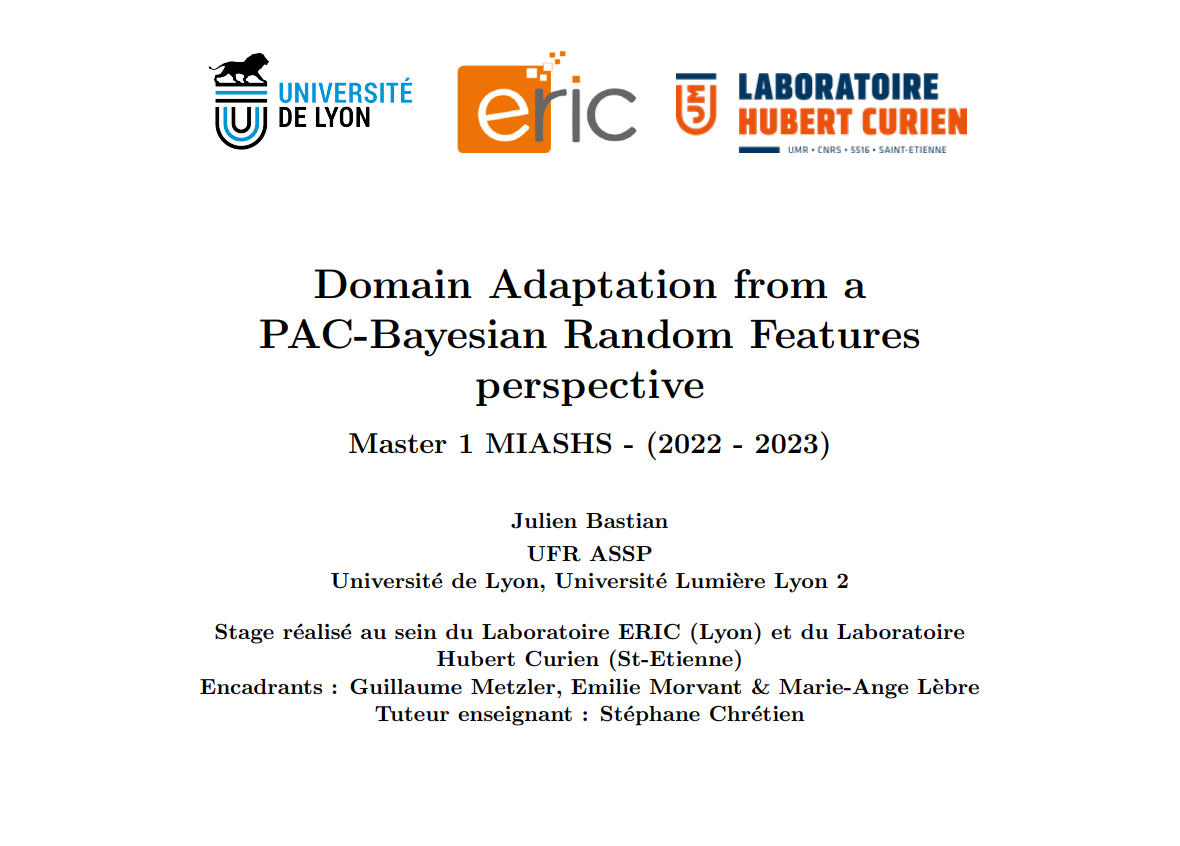 UNIVERSITÉ
DE LYON
eric
UJM
LABORATOIRE
HUBERT CURIEN
UMR • CNRS • 5516 • SAINT-ETIENNE
Domain Adaptation from a
PAC-Bayesian Random Features
perspective
Master 1 MIASHS - (2022 - 2023)
Julien Bastian
UFR ASSP
Université de Lyon, Université Lumière Lyon 2
Stage réalisé au sein du Laboratoire ERIC (Lyon) et du Laboratoire
Hubert Curien (St-Etienne)
Encadrants : Guillaume Metzler, Emilie Morvant & Marie-Ange Lèbre
Tuteur enseignant : Stéphane Chrétien